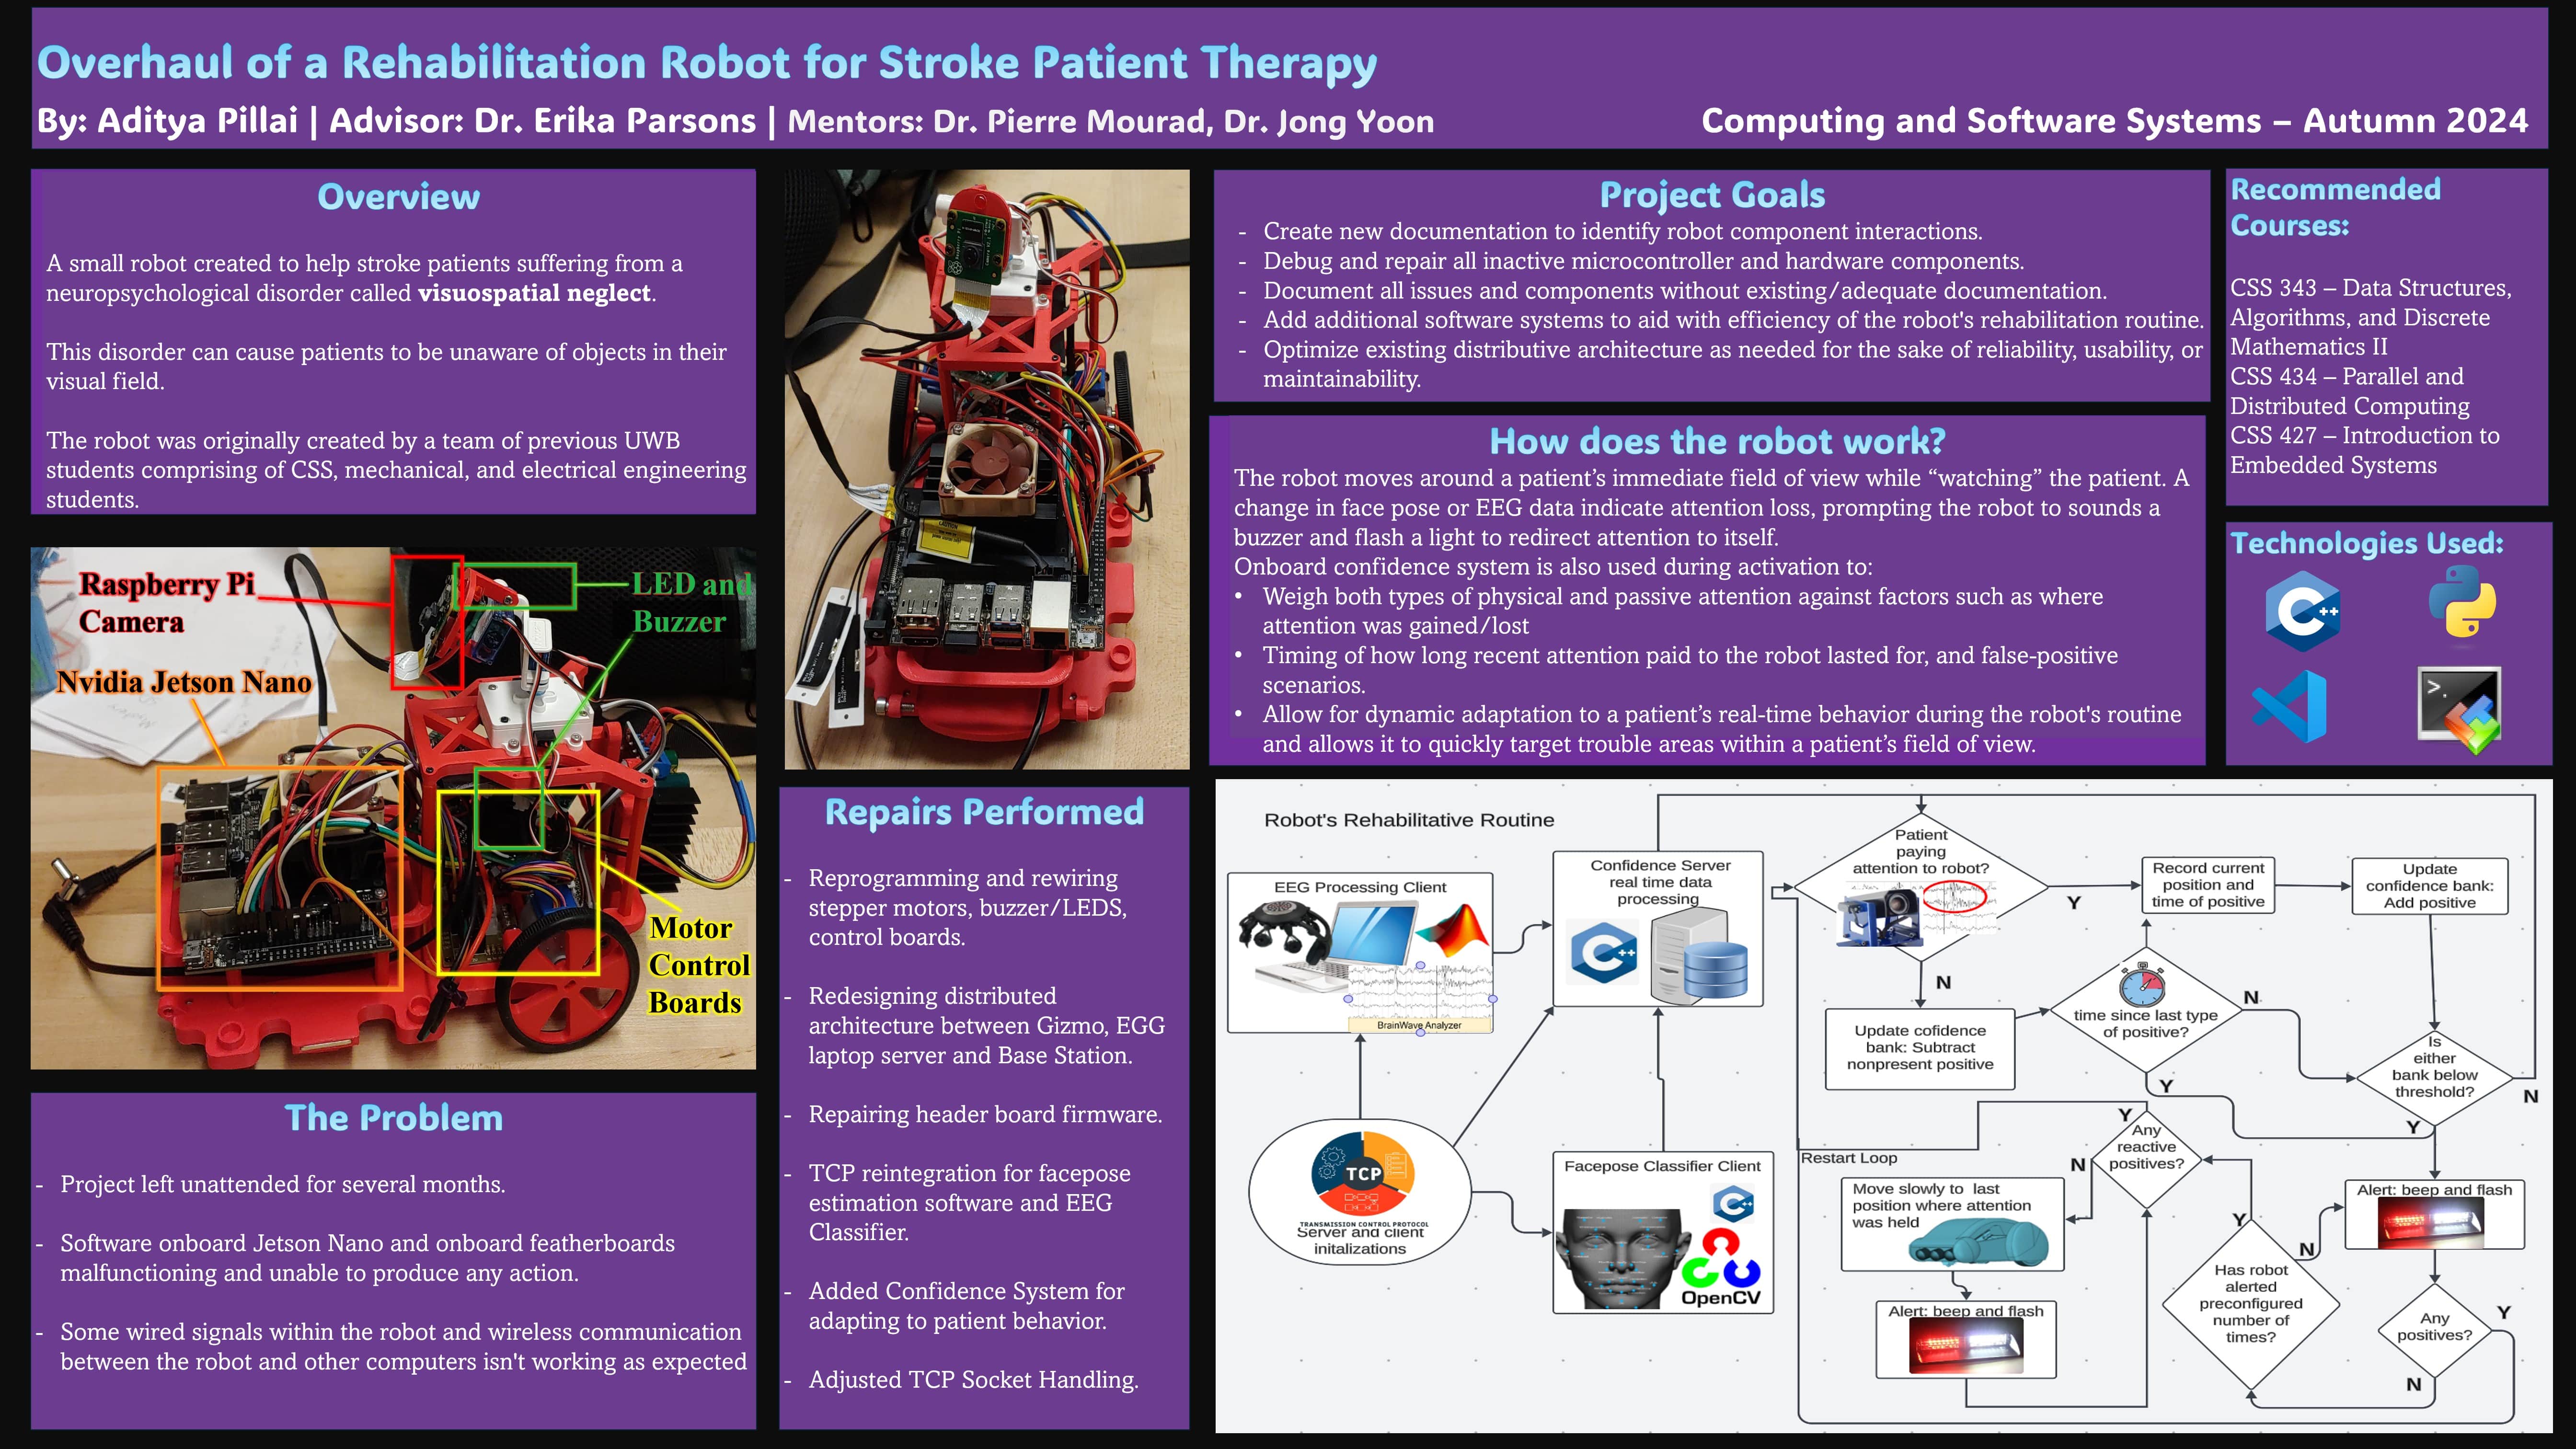 Overhaul of a Rehabilitation Robot for Stroke Patient Therapy
By: Aditya Pillai | Advisor: Dr. Erika Parsons | Mentors: Dr. Pierre Mourad, Dr. Jong Yoon
Computing and Software Systems – Autumn 2024
Overview
A small robot created to help stroke patients suffering from a
neuropsychological disorder called visuospatial neglect.
This disorder can cause patients to be unaware of objects in their
visual field.
The robot was originally created by a team of previous UWB
students comprising of CSS, mechanical, and electrical engineering
students.
Raspberry Pi
Camera
LED and
Buzzer
Nvidia Jetson Nano
Motor
Control
Boards
The Problem
- Project left unattended for several months.
- Software onboard Jetson Nano and onboard featherboards
malfunctioning and unable to produce any action.
- Some wired signals within the robot and wireless communication
between the robot and other computers isn't working as expected
Repairs Performed
- Reprogramming and rewiring
stepper motors, buzzer/LEDS,
control boards.
- Redesigning distributed
architecture between Gizmo, EGG
laptop server and Base Station.
- Repairing header board firmware.
- TCP reintegration for facepose
estimation software and EEG
Classifier.
- Added Confidence System for
adapting to patient behavior.
- Adjusted TCP Socket Handling.
Project Goals
- Create new documentation to identify robot component interactions.
- Debug and repair all inactive microcontroller and hardware components.
- Document all issues and components without existing/adequate documentation.
- Add additional software systems to aid with efficiency of the robot's rehabilitation routine.
- Optimize existing distributive architecture as needed for the sake of reliability, usability, or
maintainability.
How does the robot work?
The robot moves around a patient’s immediate field of view while “watching” the patient. A
change in face pose or EEG data indicate attention loss, prompting the robot to sounds a
buzzer and flash a light to redirect attention to itself.
Onboard confidence system is also used during activation to:
• Weigh both types of physical and passive attention against factors such as where
attention was gained/lost
• Timing of how long recent attention paid to the robot lasted for, and false-positive
scenarios.
• Allow for dynamic adaptation to a patient’s real-time behavior during the robot's routine
and allows it to quickly target trouble areas within a patient’s field of view.
Recommended
Courses:
CSS 343 – Data Structures,
Algorithms, and Discrete
Mathematics II
CSS 434 – Parallel and
Distributed Computing
CSS 427 – Introduction to
Embedded Systems
Technologies Used:
C++
>.
Robot's Rehabilitative Routine
EEG Processing Client
BrainWave Analyzer
Confidence Server
real time data
processing
C++
TCP
TRANSMISSION CONTROL PROTOCOL
Server and client
initalizations
Facepose Classifier Client
C++
OpenCV
Patient
paying
attention to robot?
Y
N
Record current
position and
time of positive
Update
confidence bank:
Add positive
Update cofidence
bank: Subtract
nonpresent positive
time since last type
of positive?
N
Y
Is
either
bank below
threshold?
N
Y
Restart Loop
Y
Any
reactive
positives?
N
Move slowly to last
position where attention
was held
Alert: beep and flash
Y
N
Has robot
alerted
preconfigured
number of
times?
Alert: beep and flash
Any
positives?
Y
N